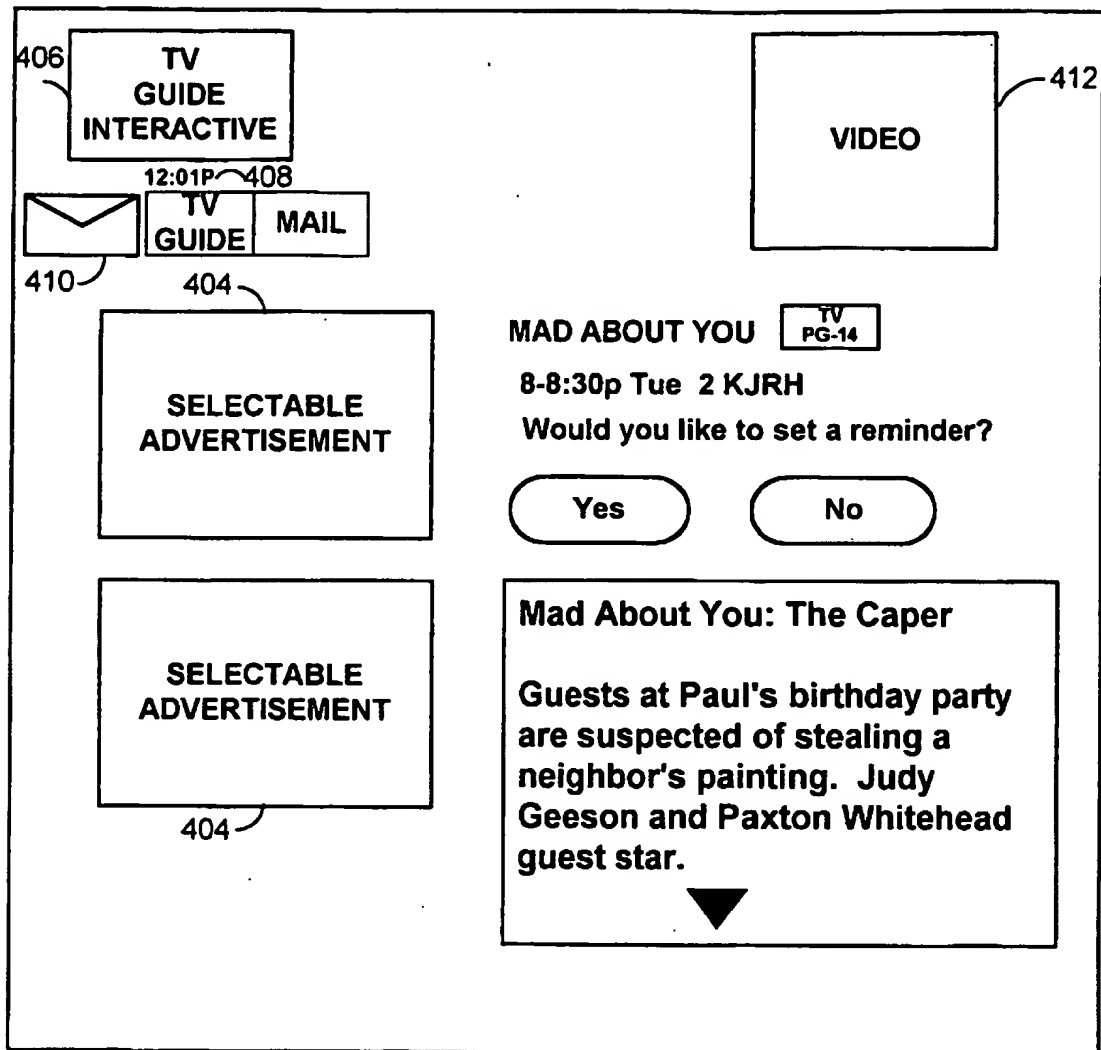 406
TV
GUIDE
INTERACTIVE
12:01P 408
TV
GUIDE
MAIL
410
VIDEO
412
404
SELECTABLE
ADVERTISEMENT
SELECTABLE
ADVERTISEMENT
404
MAD ABOUT YOU
TV
PG-14
8-8:30p Tue 2 KJRH
Would you like to set a reminder?
Yes
No
Mad About You: The Caper
Guests at Paul's birthday party
are suspected of stealing a
neighbor's painting. Judy
Geeson and Paxton Whitehead
guest star.